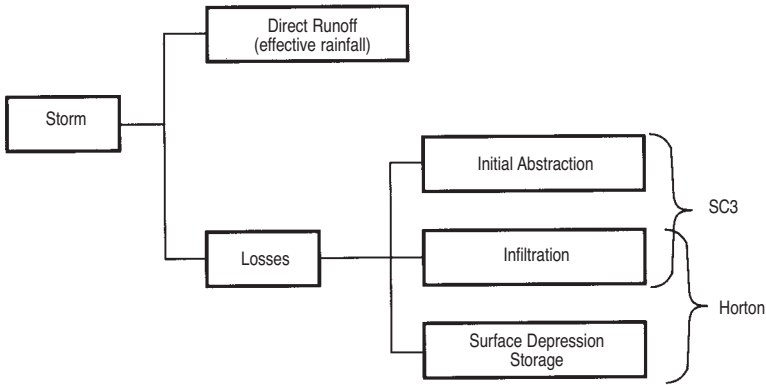 Direct Runoff
(effective rainfall)
Storm
Initial Abstraction
SC3
Losses
Infiltration
Horton
Surface Depression
Storage